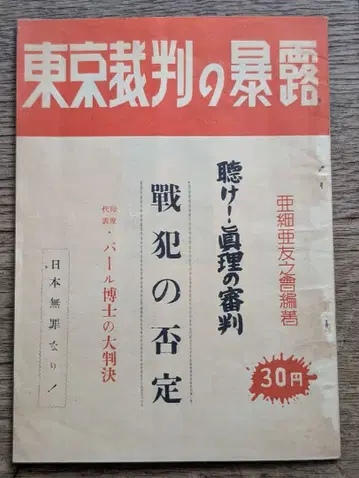 東京裁判の暴露
亜細亜友之會編著
聴け!眞理の審判
戰犯の否定
印度代表・パール博士の大判決
日本無罪なり!
30円